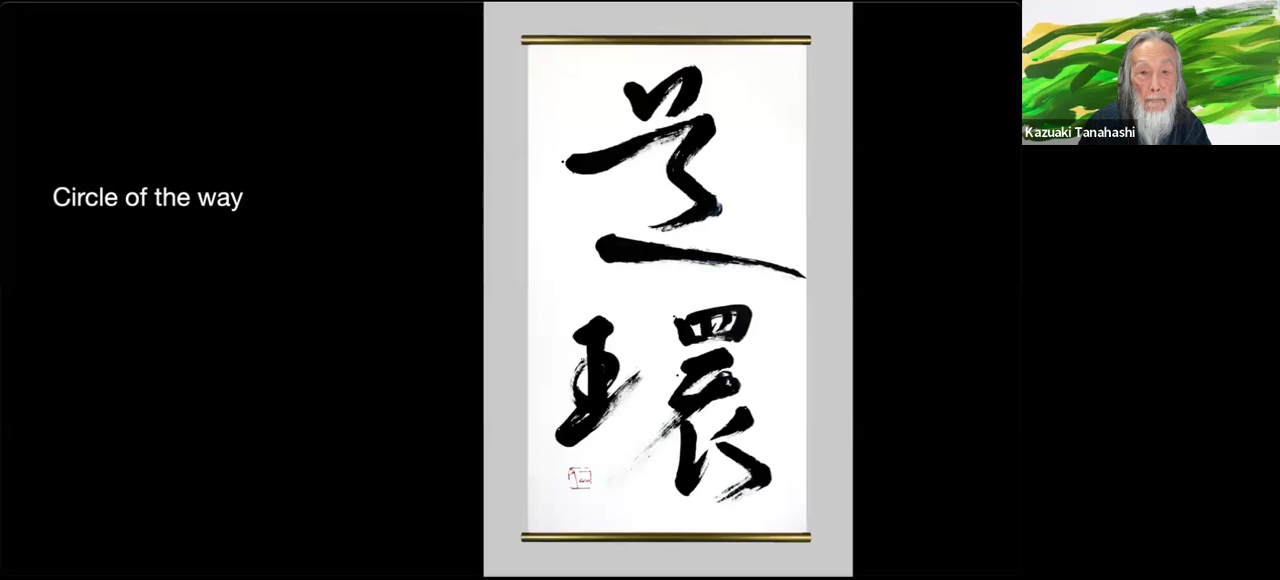 Circle of the way
道
環
Kazuaki Tanahashi